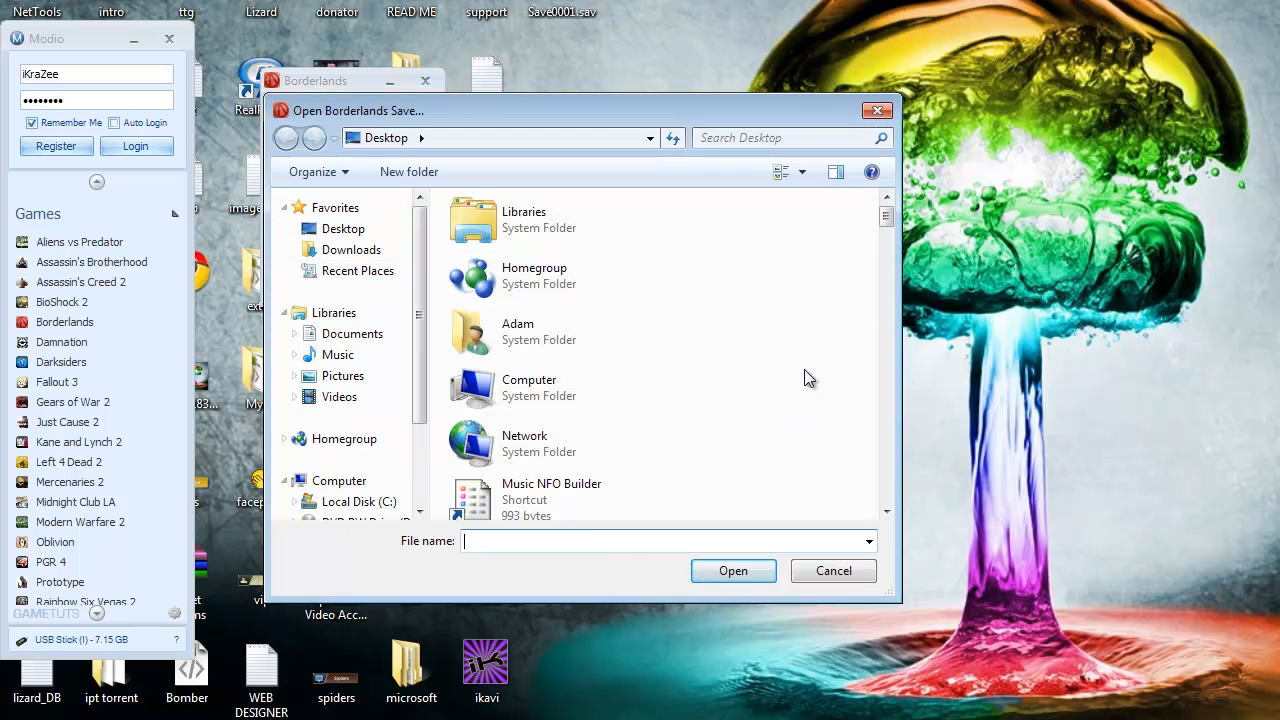 NetTools
intro
ttg
Lizard
donator
READ ME
support
Save0001.sav
Modio
iKraZee
Remember Me
Auto Login
Register
Login
Games
Aliens vs Predator
Assassin's Brotherhood
Assassin's Creed 2
BioShock 2
Borderlands
Damnation
Darksiders
Fallout 3
Gears of War 2
Just Cause 2
Kane and Lynch 2
Left 4 Dead 2
Mercenaries 2
Midnight Club LA
Modern Warfare 2
Oblivion
PGR 4
Prototype
Rainbow Six Vegas 2
GAMETUTS
USB Stick (I) - 7.15 GB
?
Borderlands
Open Borderlands Save...
Desktop
Search Desktop
Organize
New folder
Favorites
Desktop
Downloads
Recent Places
Libraries
Documents
Music
Pictures
Videos
Homegroup
Computer
Local Disk (C:)
Libraries
System Folder
Homegroup
System Folder
Adam
System Folder
Computer
System Folder
Network
System Folder
Music NFO Builder
Shortcut
993 bytes
File name:
Open
Cancel
Video Acc...
lizard_DB
ipt torrent
Bomber
WEB
DESIGNER
spiders
microsoft
ikavi